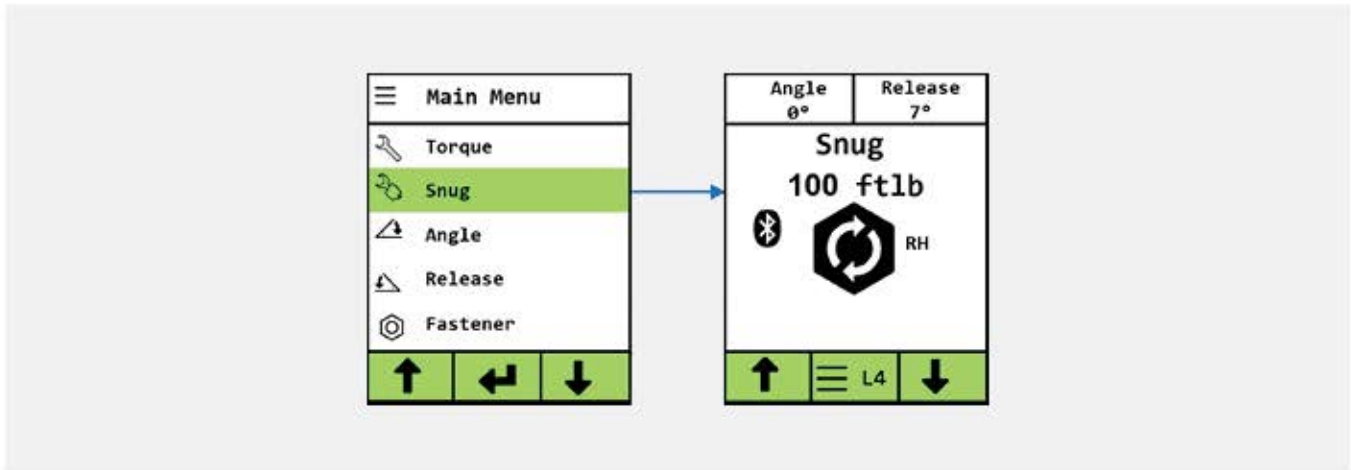 Main Menu
Torque
Snug
Angle
Release
Fastener
Angle
0°
Release
7°
Snug
100 ftlb
RH
L4